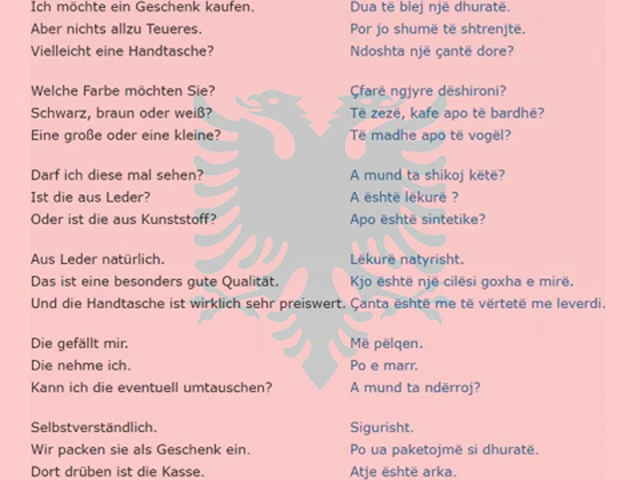 Ich möchte ein Geschenk kaufen. Dua të blej një dhuratë.
Aber nichts allzu Teueres. Por jo shumë të shtrenjtë.
Vielleicht eine Handtasche? Ndoshta një çantë dore?
Welche Farbe möchten Sie? Çfarë ngjyre dëshironi?
Schwarz, braun oder weiß? Të zezë, kafe apo të bardhë?
Eine große oder eine kleine? Të madhe apo të vogël?
Darf ich diese mal sehen? A mund ta shikoj këtë?
Ist die aus Leder? A është lëkurë ?
Oder ist die aus Kunststoff? Apo është sintetike?
Aus Leder natürlich. Lëkurë natyrisht.
Das ist eine besonders gute Qualität. Kjo është një cilësi goxha e mirë.
Und die Handtasche ist wirklich sehr preiswert. Çanta është me të vërtetë me leverdi.
Die gefällt mir. Më pëlqen.
Die nehme ich. Po e marr.
Kann ich die eventuell umtauschen? A mund ta ndërroj?
Selbstverständlich. Sigurisht.
Wir packen sie als Geschenk ein. Po ua paketojmë si dhuratë.
Dort drüben ist die Kasse. Atje është arka.